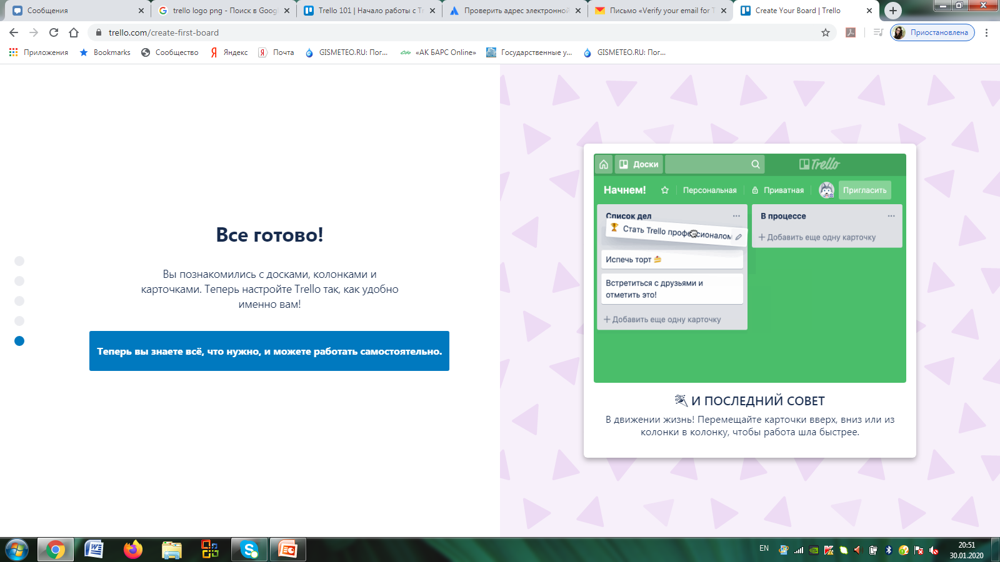 Сообщения
trello logo png - Поиск в Goog
Trello 101 | Начало работы с Tr
Проверить адрес электронной
Письмо «Verify your email for T
Create Your Board | Trello
trello.com/create-first-board
Приостановлена
Приложения
Bookmarks
Сообщество
Яндекс
Почта
GISMETEO.RU: Пог...
«АК БАРС Online»
Государственные у...
GISMETEO.RU: Пог...
Все готово!
Вы познакомились с досками, колонками и
карточками. Теперь настройте Trello так, как удобно
именно вам!
Теперь вы знаете всё, что нужно, и можете работать самостоятельно.
Доски
Trello
Начнем!
Персональная
Приватная
Пригласить
Список дел
Стать Trello профессионалом
Испечь торт
Встретиться с друзьями и
отметить это!
+ Добавить еще одну карточку
В процессе
+ Добавить еще одну карточку
И ПОСЛЕДНИЙ СОВЕТ
В движении жизнь! Перемещайте карточки вверх, вниз или из
колонки в колонку, чтобы работа шла быстрее.
EN
20:51
30.01.2020